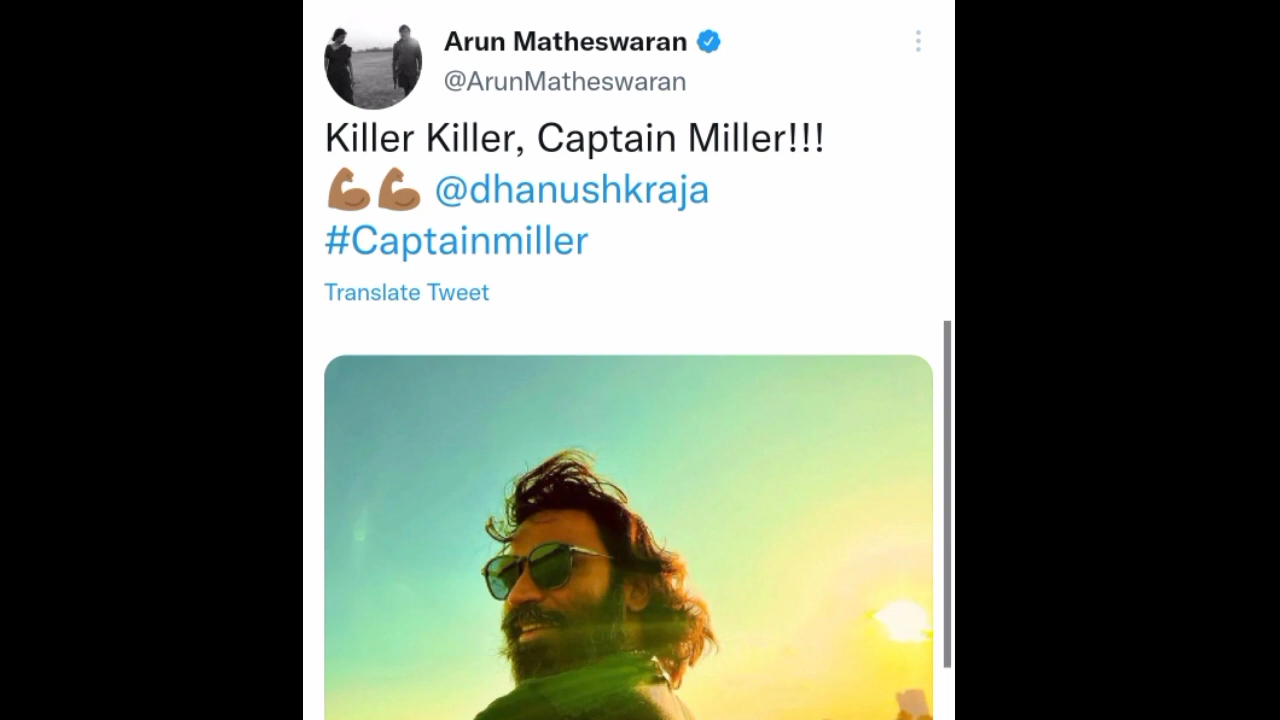 Arun Matheswaran
@ArunMatheswaran
Killer Killer, Captain Miller!!!
💪🏾💪🏾 @dhanushkraja
#Captainmiller
Translate Tweet